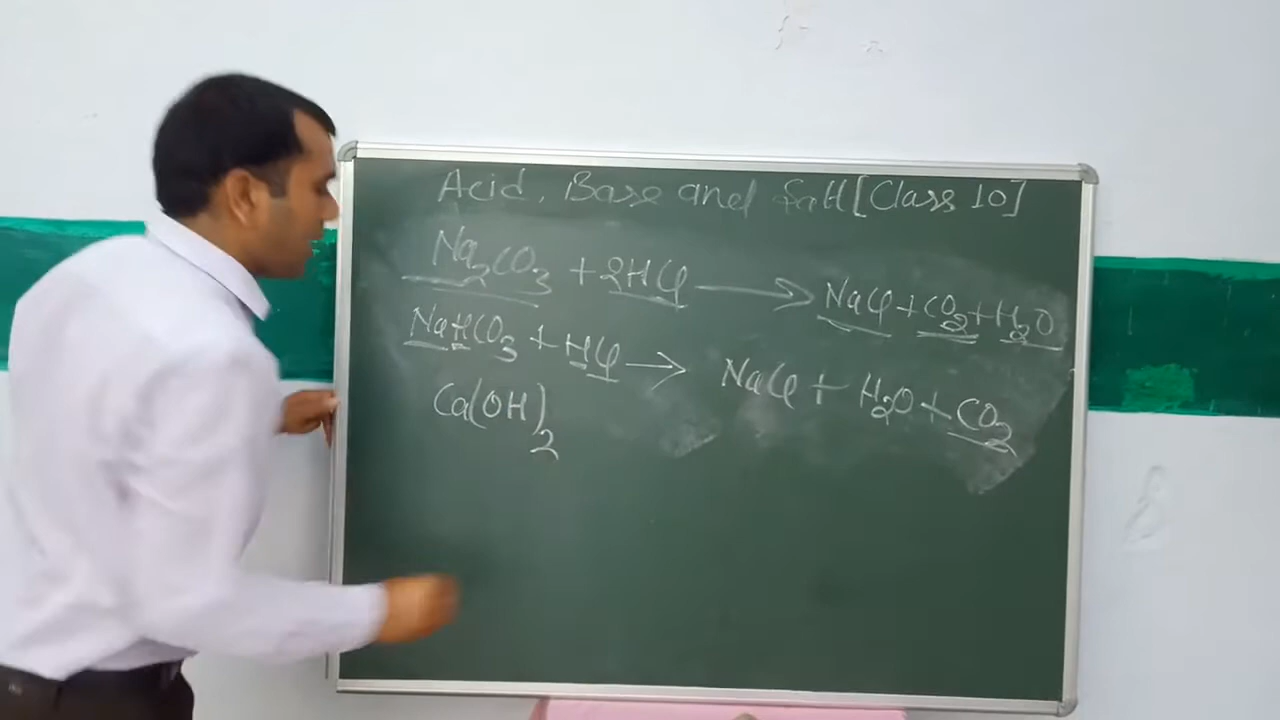 Acid, Base and Salt [Class 10]
Na₂CO₃ + 2HCl → NaCl + CO₂ + H₂O
NaHCO₃ + HCl → NaCl + H₂O + CO₂
Ca(OH)₂